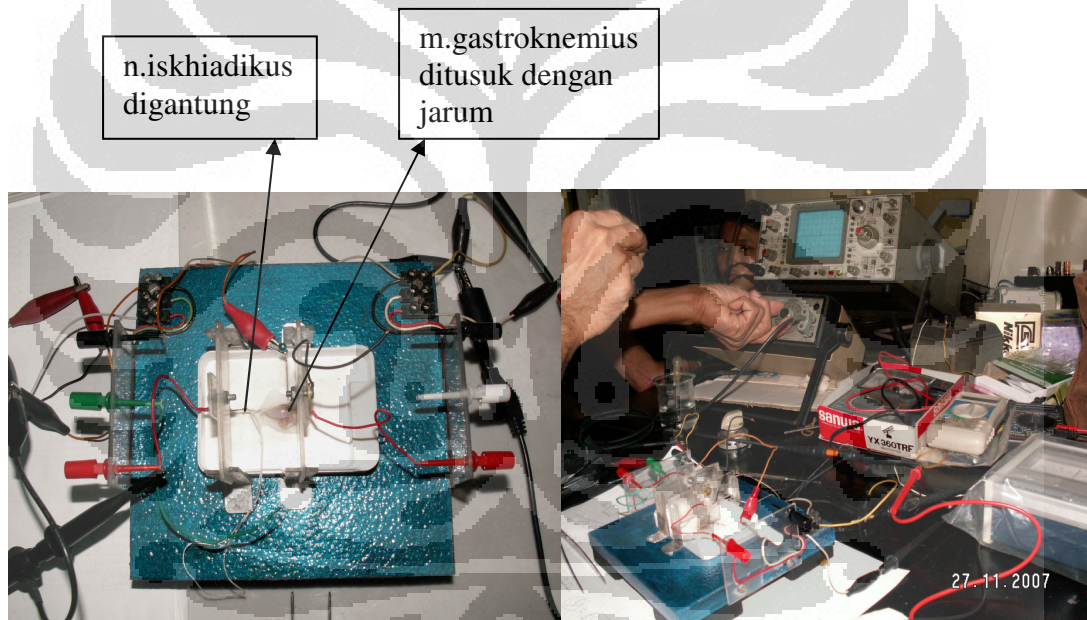 n.iskhiadikus
digantung
m.gastroknemius
ditusuk dengan
jarum
sanwa
YX360TRF
27.11.2007